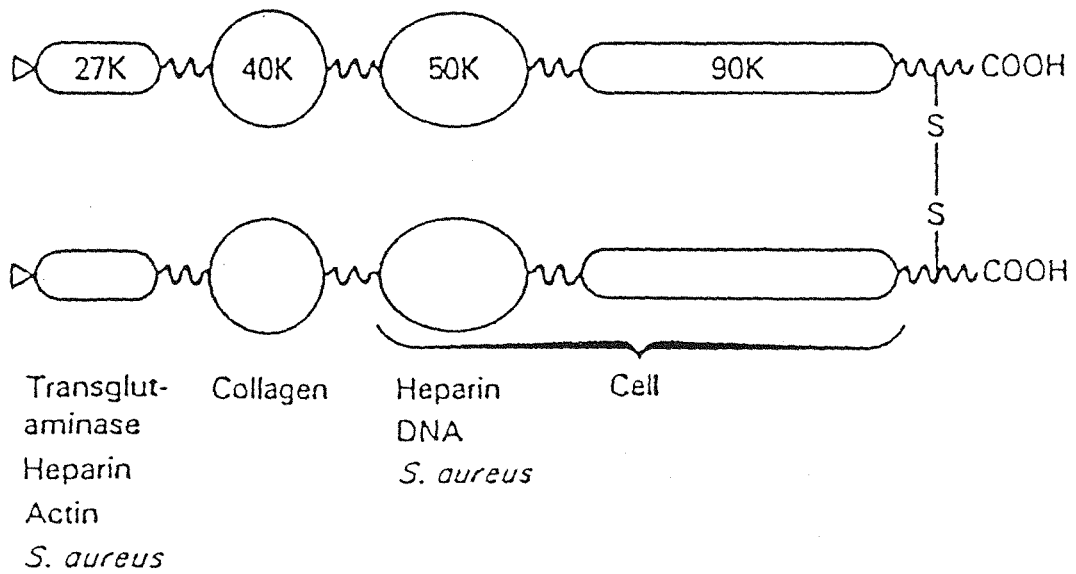 27K 40K 50K 90K COOH
S
S
COOH
Transglut-
aminase
Heparin
Actin
S. aureus
Collagen
Heparin
DNA
S. aureus
Cell